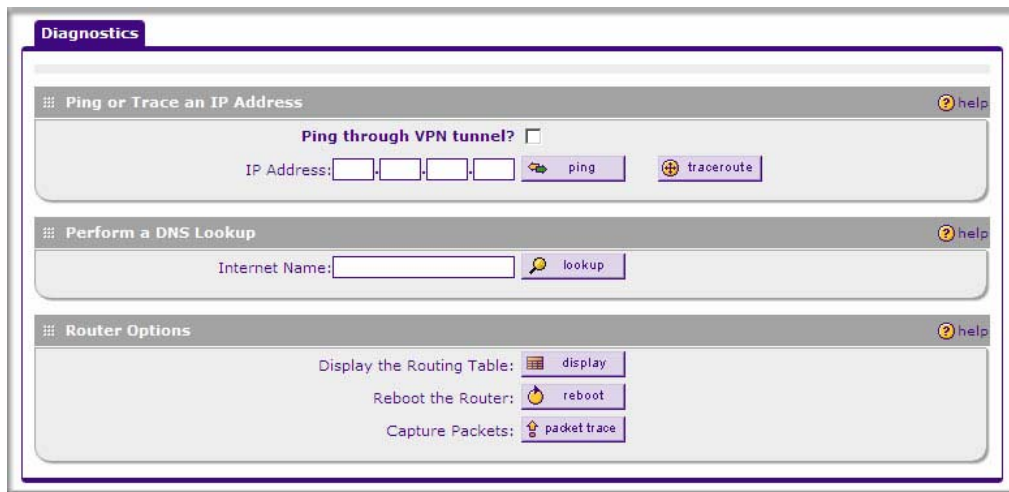 Diagnostics
Ping or Trace an IP Address
help
Ping through VPN tunnel?
IP Address: . . . ping traceroute
Perform a DNS Lookup
help
Internet Name: lookup
Router Options
help
Display the Routing Table: display
Reboot the Router: reboot
Capture Packets: packet trace